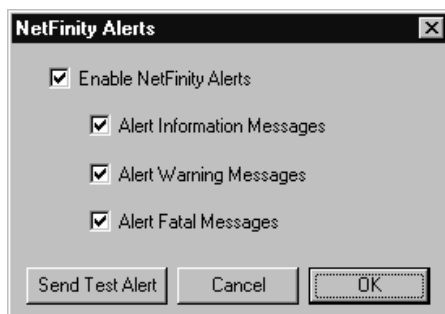 NetFinity Alerts
Enable NetFinity Alerts
Alert Information Messages
Alert Warning Messages
Alert Fatal Messages
Send Test Alert Cancel OK